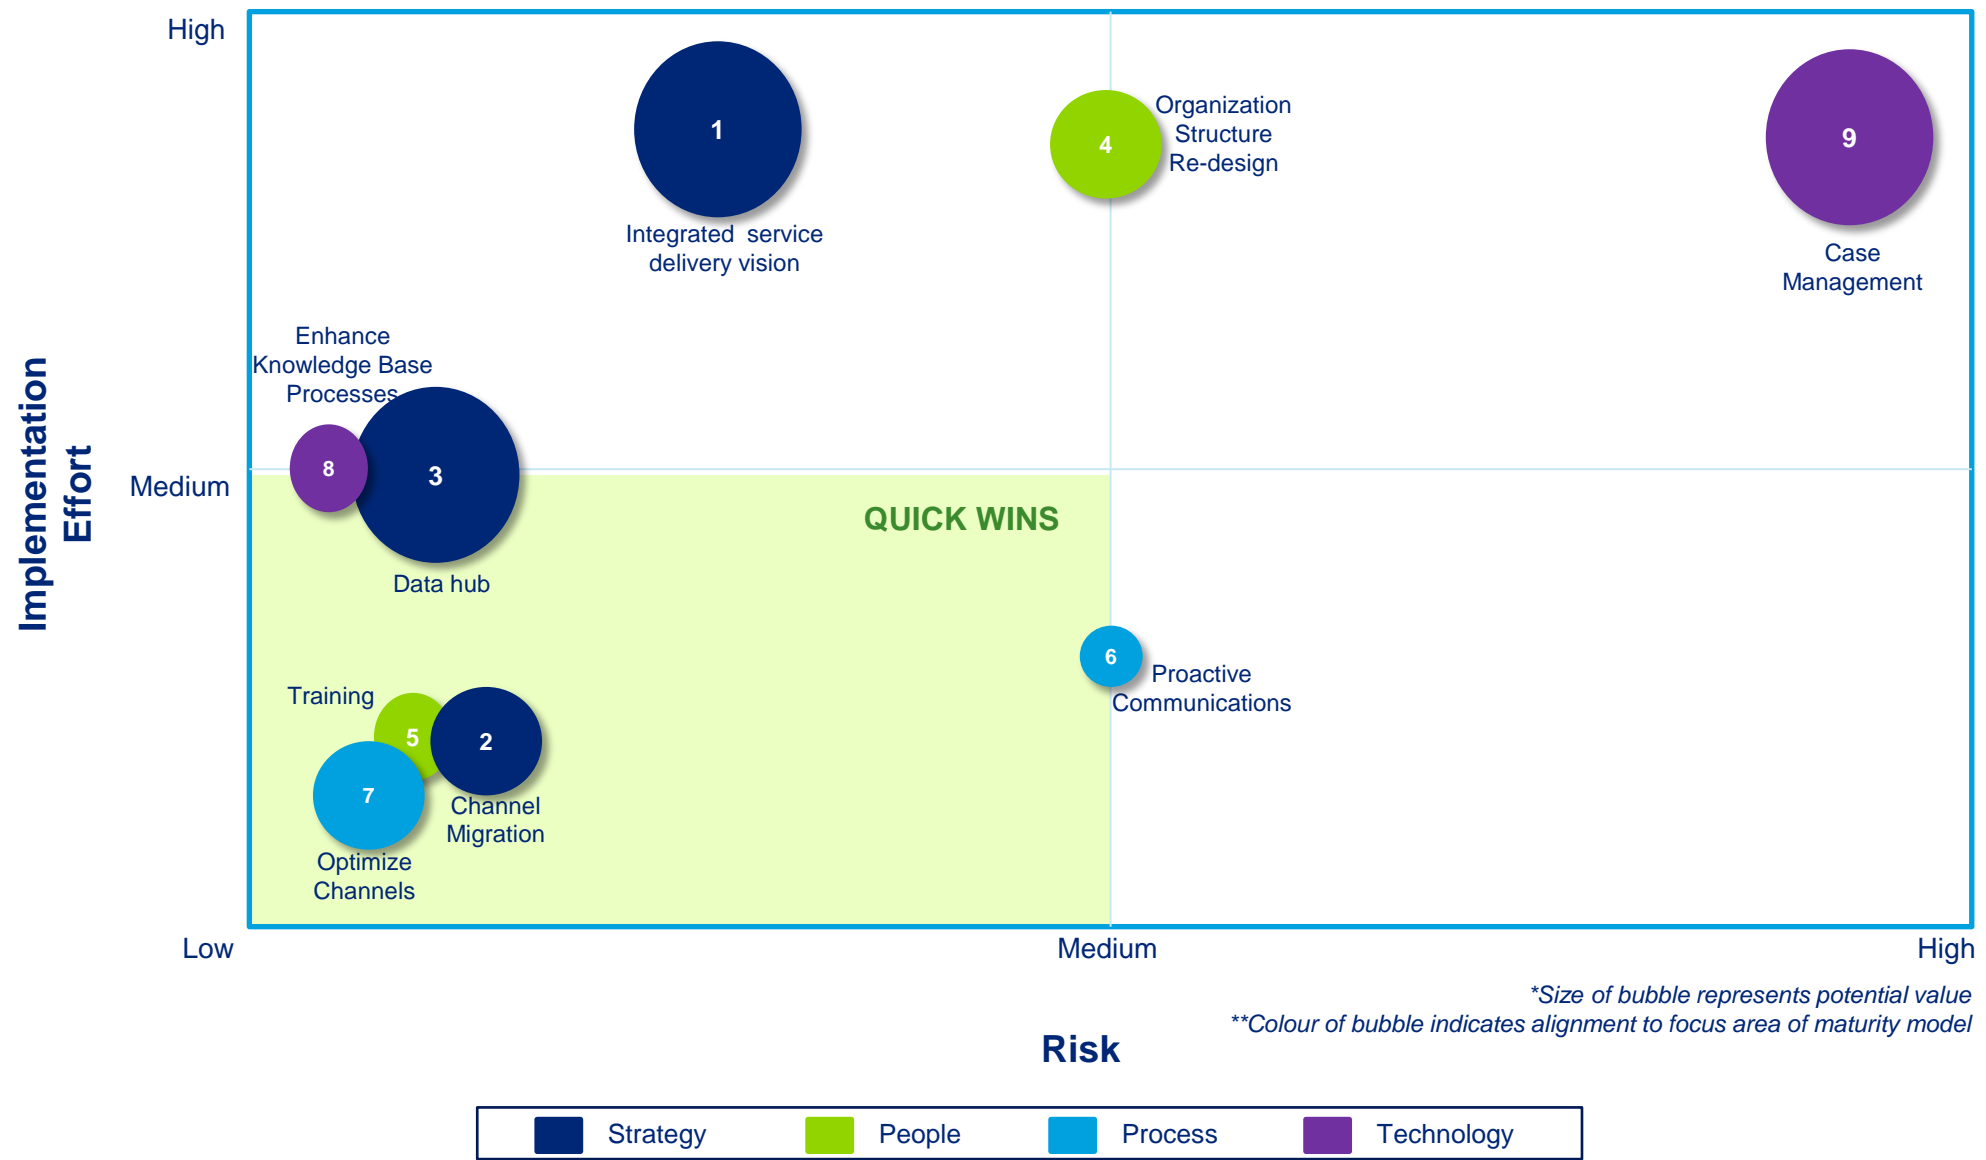 High
1
Organization
Structure
Re-design
4
9
Integrated service
delivery vision
Case
Management
Enhance
Knowledge Base
Processes
8
3
Implementation
Effort
Medium
QUICK WINS
Data hub
6
Proactive
Communications
Training
5
2
7
Channel
Migration
Optimize
Channels
Low
Medium
High
*Size of bubble represents potential value
**Colour of bubble indicates alignment to focus area of maturity model
Risk
Strategy
People
Process
Technology